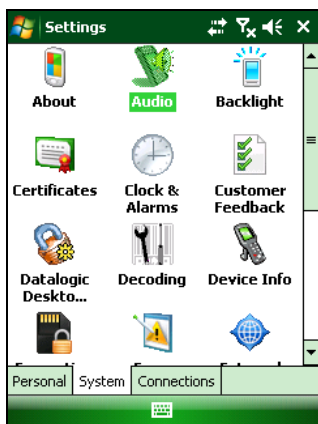 Settings
About Audio Backlight
Certificates Clock & Customer
Alarms Feedback
Datalogic Decoding Device Info
Deskto...
Personal System Connections